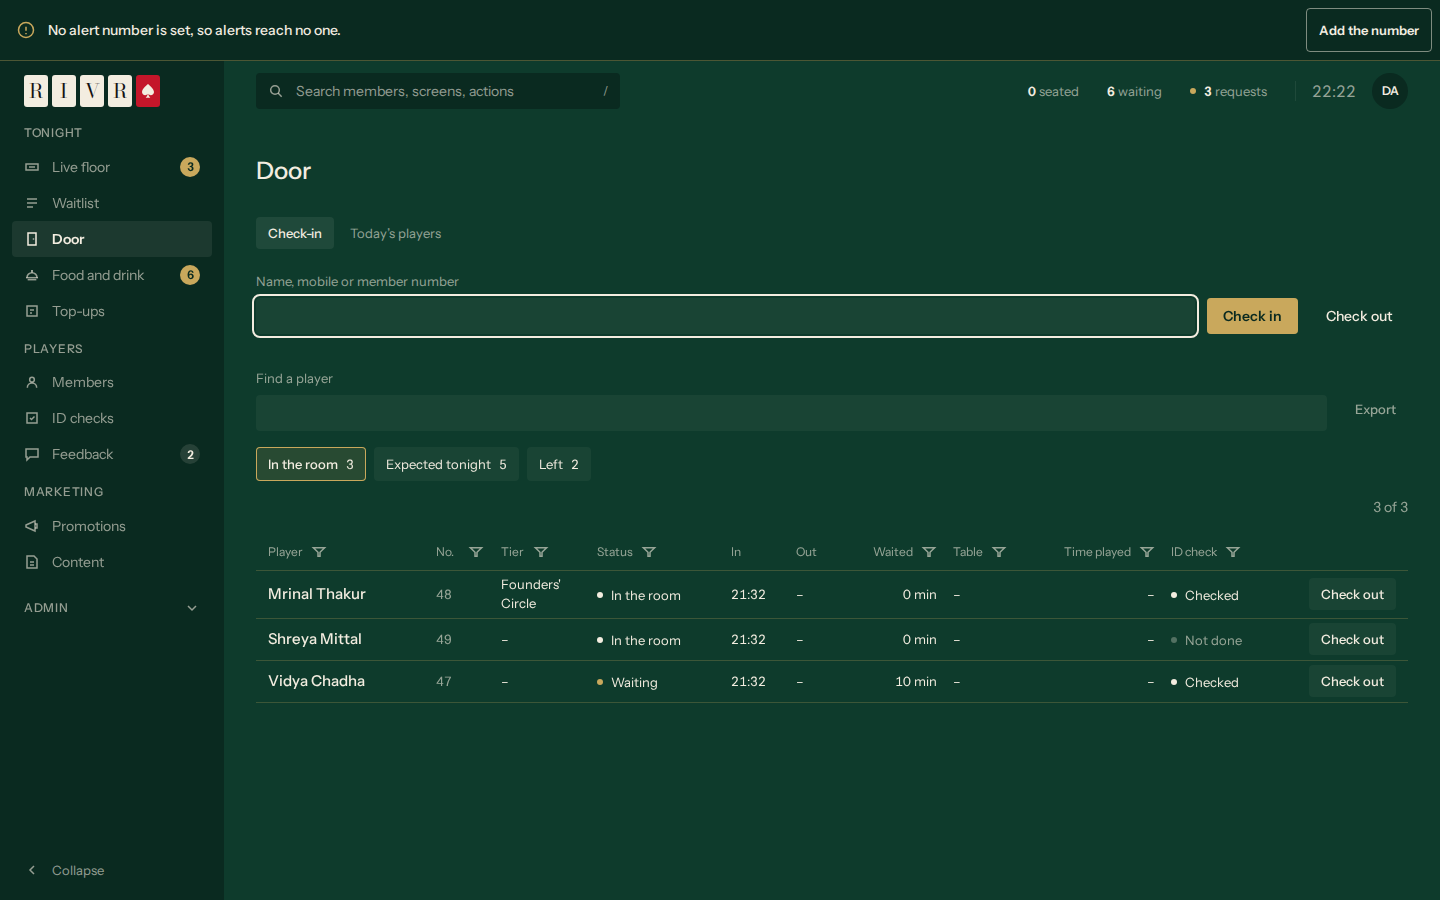 No alert number is set, so alerts reach no one.
Add the number
RIVR
Search members, screens, actions /
0 seated 6 waiting 3 requests 22:22 DA
TONIGHT
Live floor 3
Waitlist
Door
Food and drink 6
Top-ups
PLAYERS
Members
ID checks
Feedback 2
MARKETING
Promotions
Content
ADMIN
Collapse
Door
Check-in Today's players
Name, mobile or member number
Check in Check out
Find a player
Export
In the room 3 Expected tonight 5 Left 2
3 of 3
Player No. Tier Status In Out Waited Table Time played ID check
Mrinal Thakur 48 Founders' Circle In the room 21:32 – 0 min – – Checked Check out
Shreya Mittal 49 – In the room 21:32 – 0 min – – Not done Check out
Vidya Chadha 47 – Waiting 21:32 – 10 min – – Checked Check out